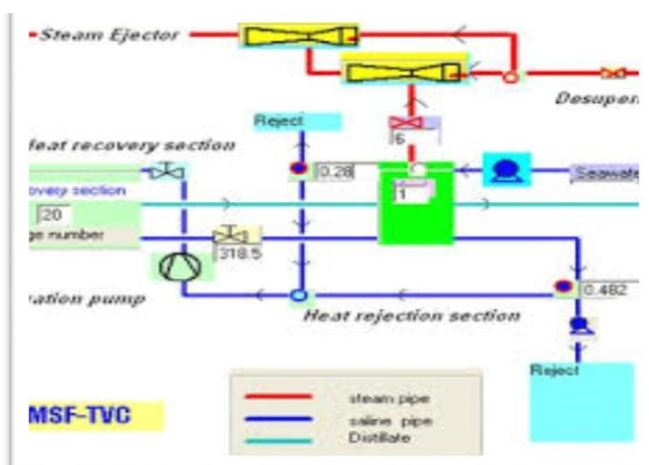 Steam Ejector
Desuper
Reject
6
Heat recovery section
0.28
Seawate
overy section
1
20
ge number
318.5
0.482
ation pump
Heat rejection section
Reject
MSF-TVC
steam pipe
saline pipe
Distillate